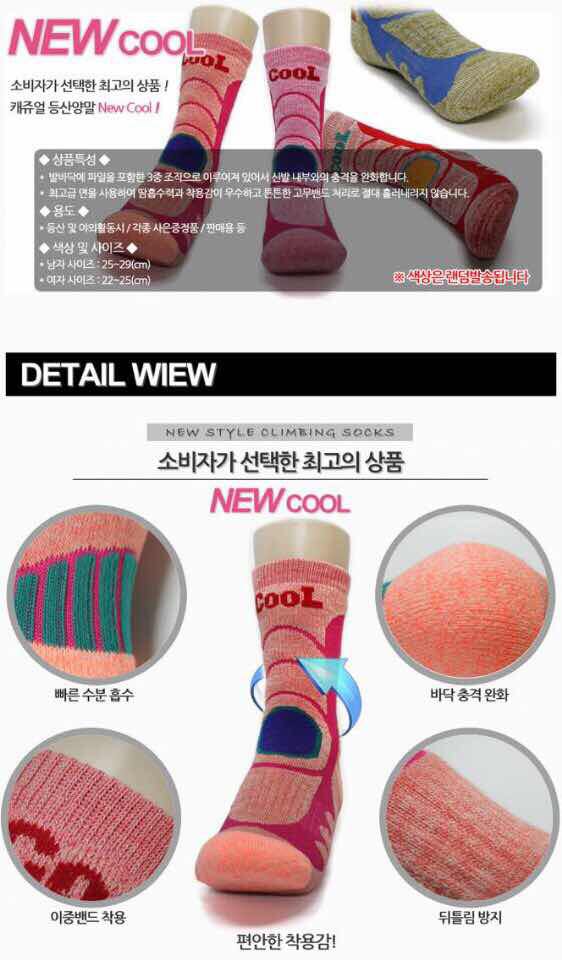 NEW COOL
소비자가 선택한 최고의 상품 !
캐쥬얼 등산양말 New Cool !
COOL
COOL
COOL
◆ 상품특성 ◆
* 발바닥에 파일을 포함한 3중 조직으로 이루어져 있어서 신발 내부와의 충격을 완화합니다.
* 최고급 면을 사용하여 땀흡수력과 착용감이 우수하고 튼튼한 고무밴드 처리로 절대 흘러내리지 않습니다.
◆ 용도 ◆
* 등산 및 야외활동시 / 각종 사은증정품 / 판매용 등
◆ 색상 및 사이즈 ◆
* 남자 사이즈 : 25~29(cm)
* 여자 사이즈 : 22~25(cm)
※ 색상은 랜덤발송됩니다
DETAIL WIEW
NEW STYLE CLIMBING SOCKS
소비자가 선택한 최고의 상품
NEW COOL
COOL
빠른 수분 흡수
바닥 충격 완화
이중밴드 착용
뒤틀림 방지
편안한 착용감!